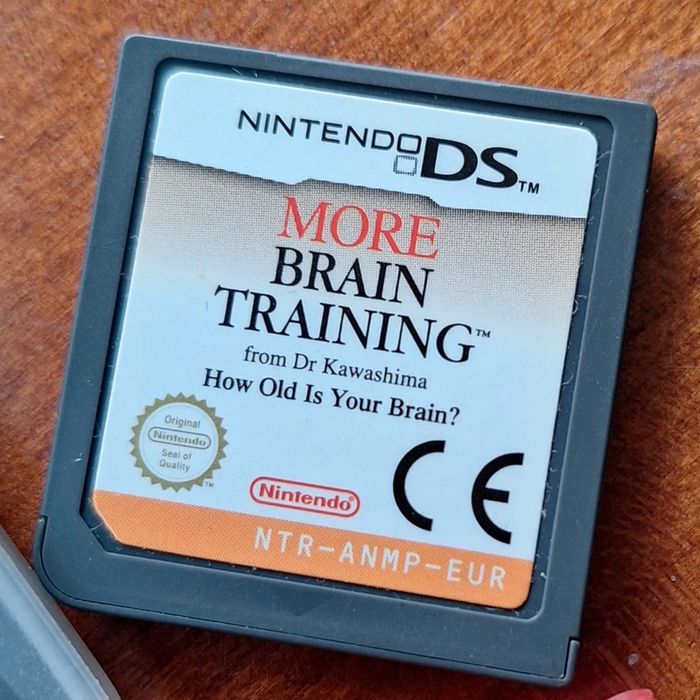 NINTENDO DS™
MORE
BRAIN
TRAINING™
from Dr Kawashima
How Old Is Your Brain?
Original
Nintendo
Seal of
Quality
TM
Nintendo®
CE
NTR-ANMP-EUR